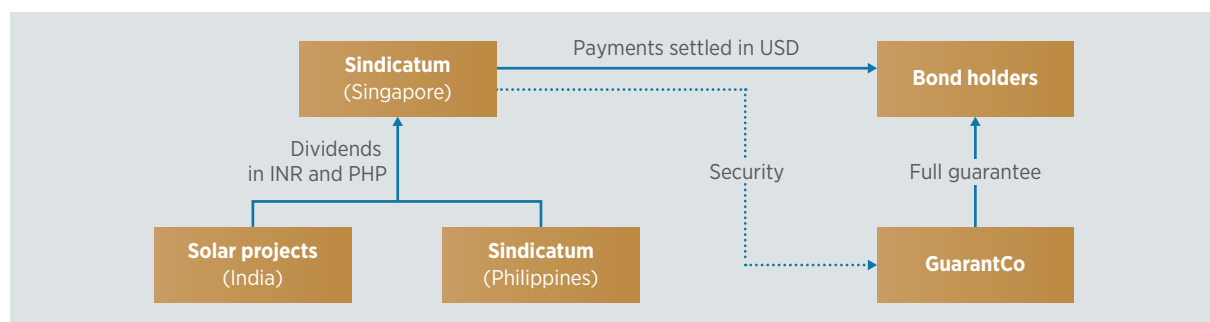 Sindicatum
(Singapore)
Payments settled in USD
Bond holders
Dividends
in INR and PHP
Security
Full guarantee
Solar projects
(India)
Sindicatum
(Philippines)
GuarantCo